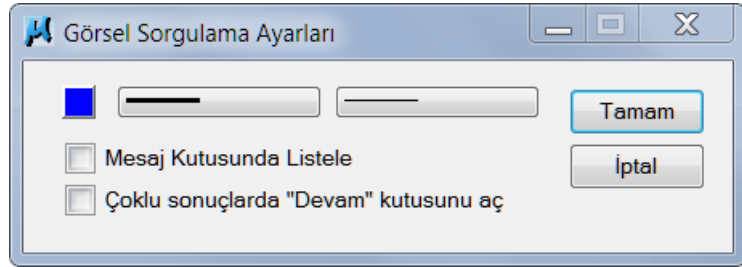 Görsel Sorgulama Ayarları
Tamam
Mesaj Kutusunda Listele
İptal
Çoklu sonuçlarda "Devam" kutusunu aç